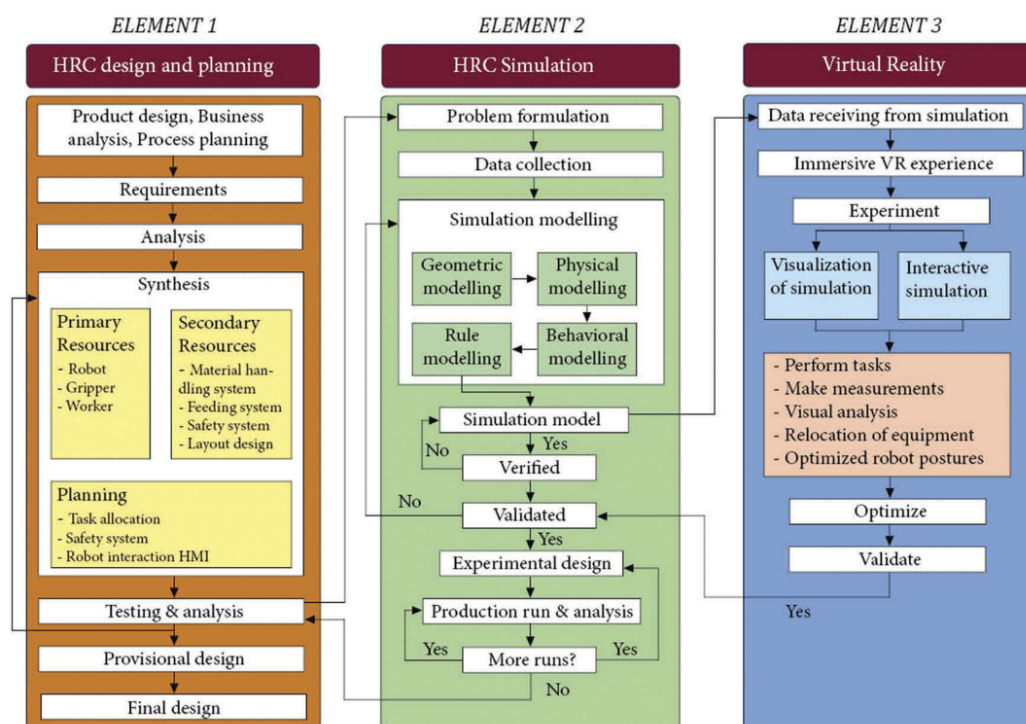 ELEMENT 1
HRC design and planning
Product design, Business
analysis, Process planning
Requirements
Analysis
Synthesis
Primary
Resources
- Robot
- Gripper
- Worker
Secondary
Resources
- Material han-
dling system
- Feeding system
- Safety system
- Layout design
Planning
- Task allocation
- Safety system
- Robot interaction HMI
Testing & analysis
Provisional design
Final design
ELEMENT 2
HRC Simulation
Problem formulation
Data collection
Simulation modelling
Geometric
modelling
Physical
modelling
Rule
modelling
Behavioral
modelling
Simulation model
No
Yes
Verified
No
Validated
Yes
Experimental design
Production run & analysis
Yes
More runs?
Yes
No
ELEMENT 3
Virtual Reality
Data receiving from simulation
Immersive VR experience
Experiment
Visualization
of simulation
Interactive
simulation
- Perform tasks
- Make measurements
- Visual analysis
- Relocation of equipment
- Optimized robot postures
Optimize
Validate
Yes